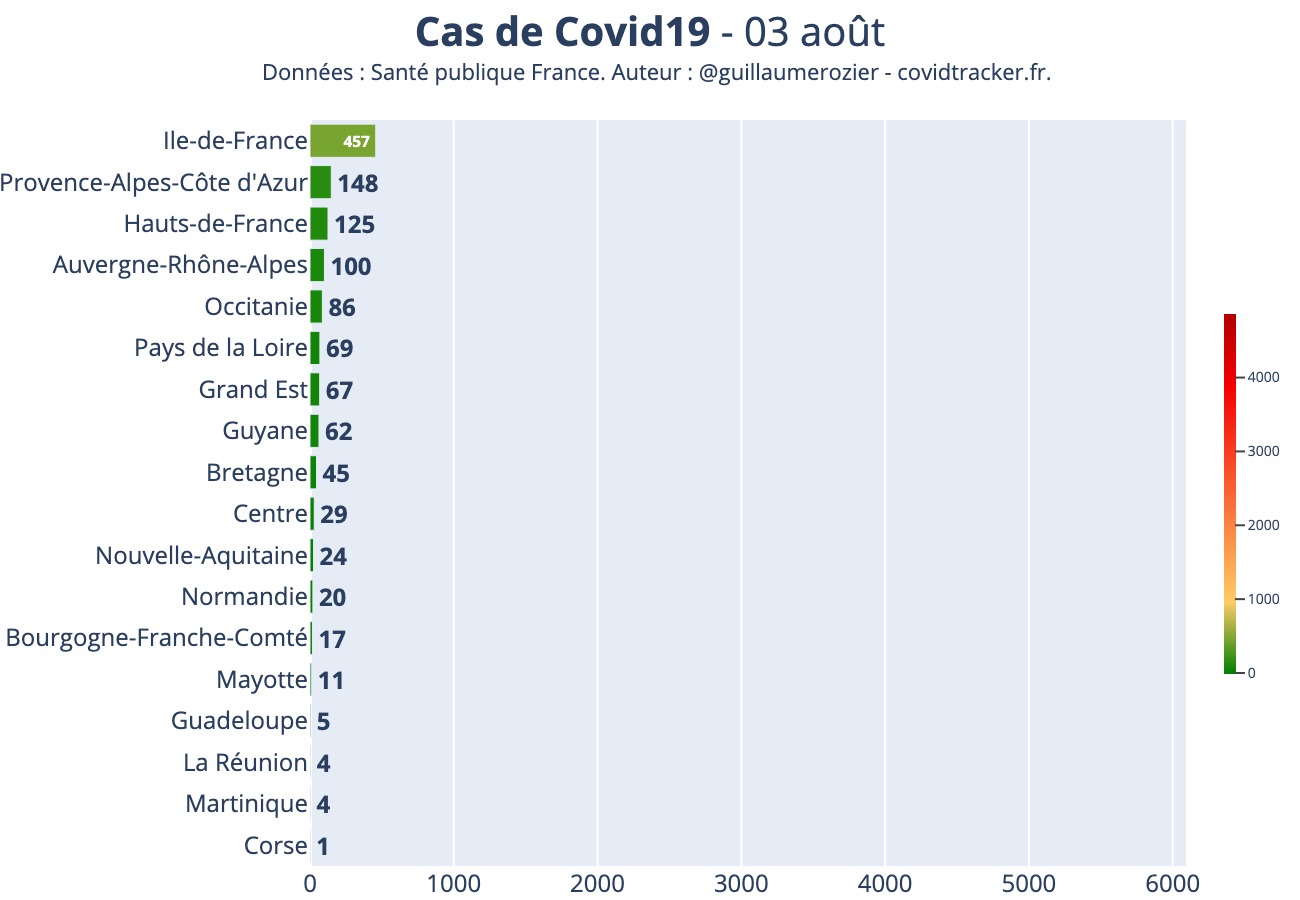 Cas de Covid19 - 03 août
Données : Santé publique France. Auteur : @guillaumerozier - covidtracker.fr.
Ile-de-France 457
Provence-Alpes-Côte d'Azur 148
Hauts-de-France 125
Auvergne-Rhône-Alpes 100
Occitanie 86
Pays de la Loire 69
Grand Est 67
Guyane 62
Bretagne 45
Centre 29
Nouvelle-Aquitaine 24
Normandie 20
Bourgogne-Franche-Comté 17
Mayotte 11
Guadeloupe 5
La Réunion 4
Martinique 4
Corse 1
0 1000 2000 3000 4000 5000 6000
4000
3000
2000
1000
0